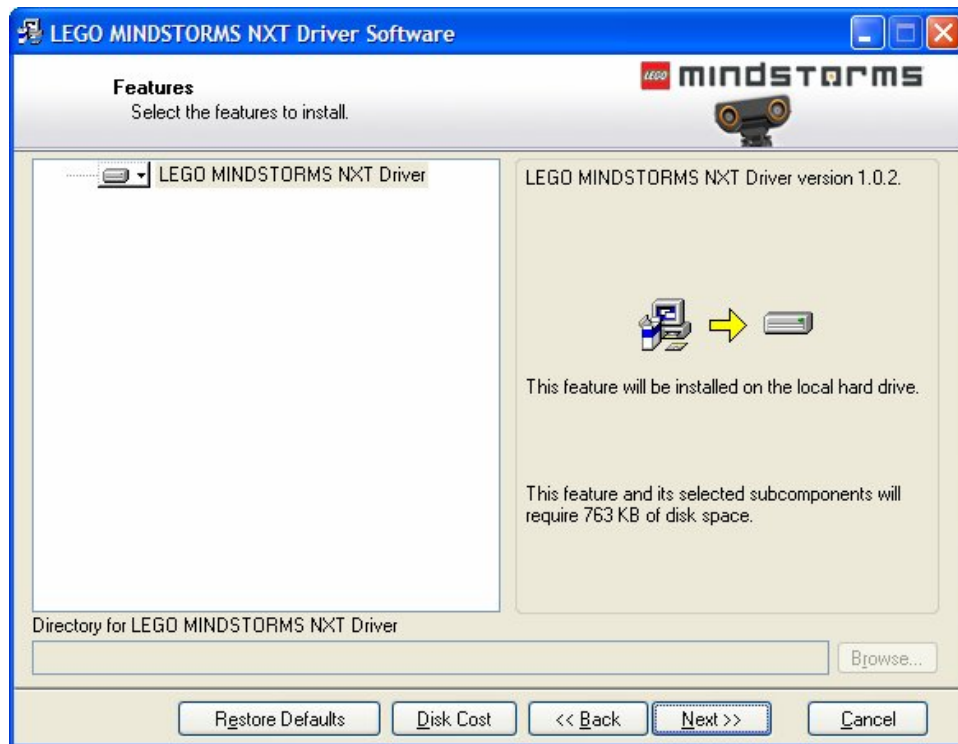 LEGO MINDSTORMS NXT Driver Software
Features
Select the features to install.
LEGO mindstorms
LEGO MINDSTORMS NXT Driver
LEGO MINDSTORMS NXT Driver version 1.0.2.
This feature will be installed on the local hard drive.
This feature and its selected subcomponents will
require 763 KB of disk space.
Directory for LEGO MINDSTORMS NXT Driver
Browse...
Restore Defaults
Disk Cost
<< Back
Next >>
Cancel